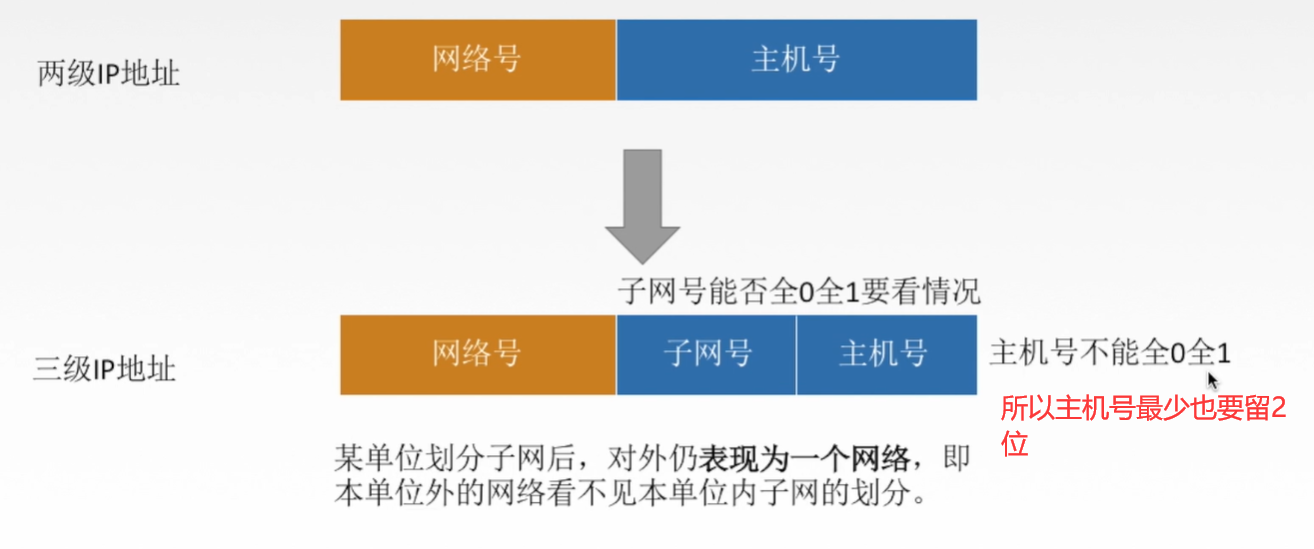 两级IP地址
网络号
主机号
子网号能否全0全1要看情况
三级IP地址
网络号
子网号
主机号
主机号不能全0全1
所以主机号最少也要留2
位
某单位划分子网后，对外仍表现为一个网络，即
本单位外的网络看不见本单位内子网的划分。